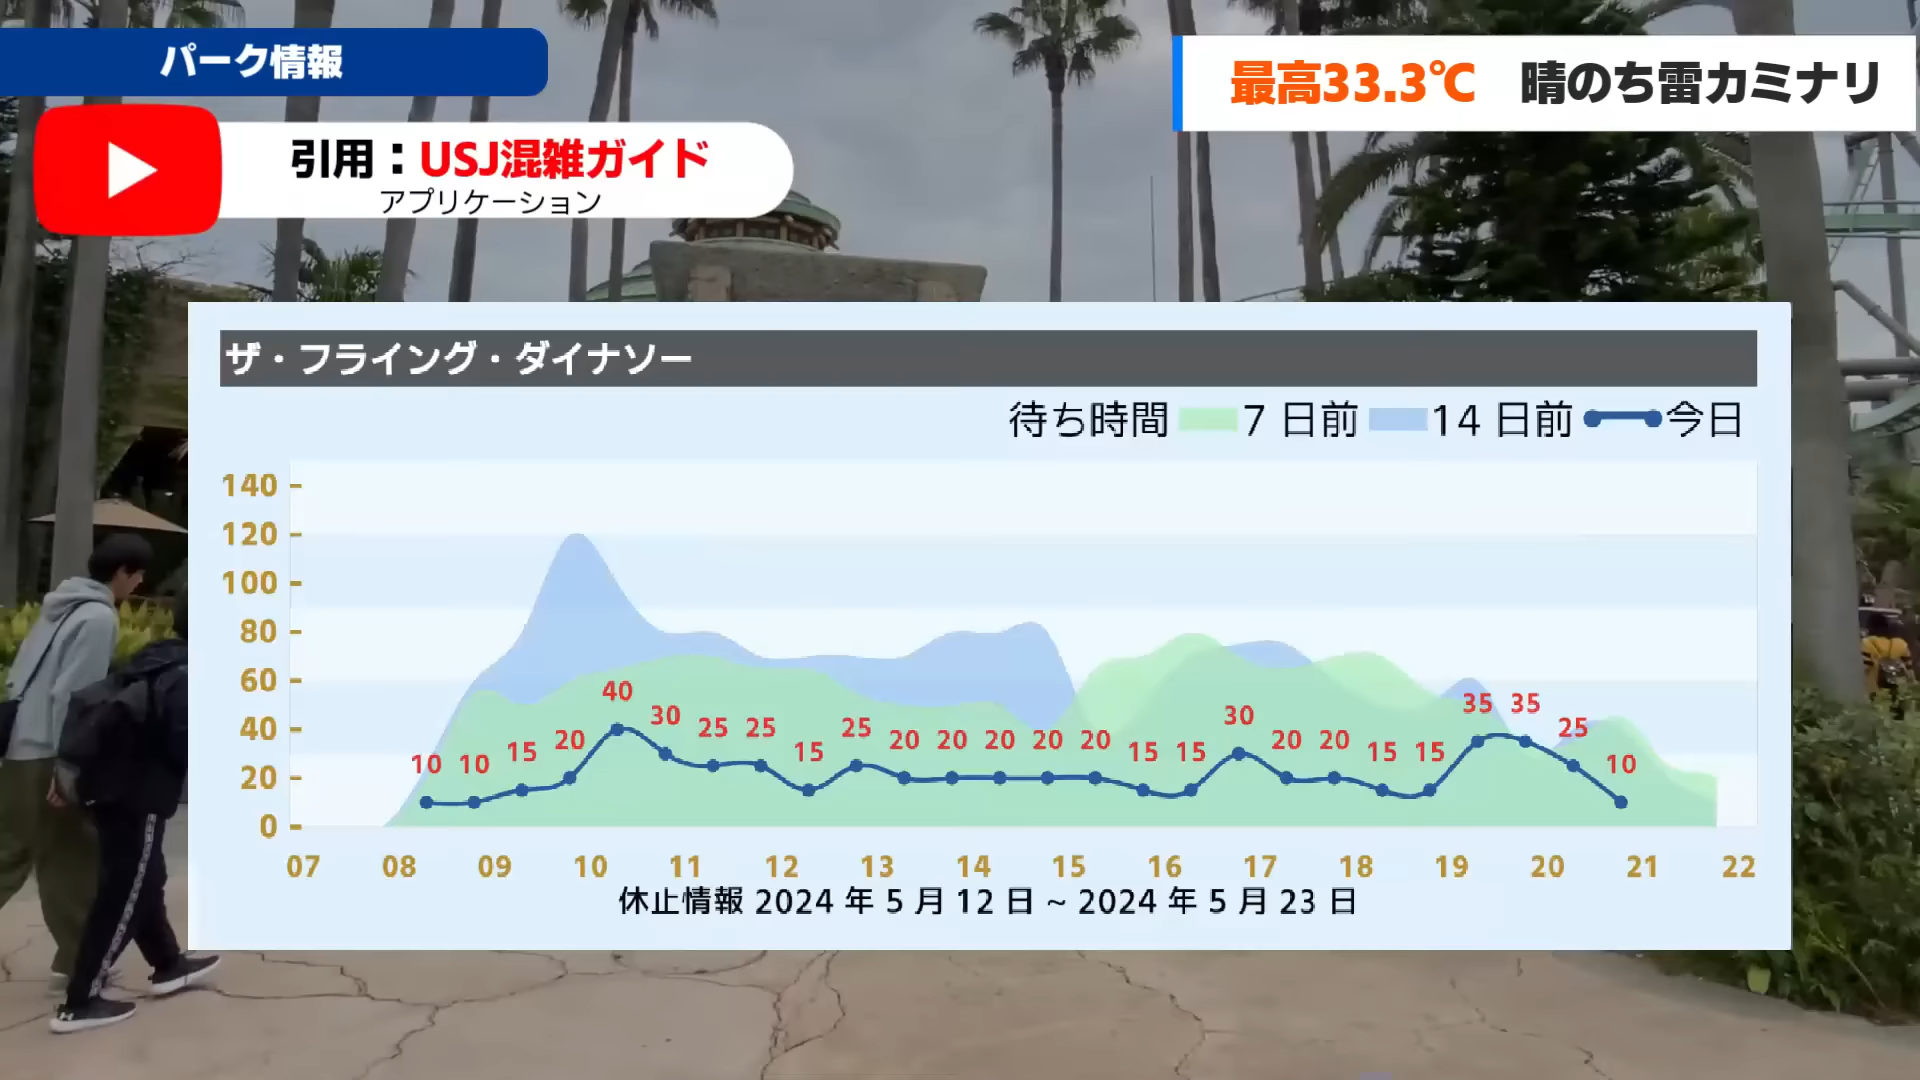 パーク情報
最高33.3℃ 晴のち雷カミナリ
引用：USJ混雑ガイド
アプリケーション
ザ・フライング・ダイナソー
待ち時間 7 日前 14 日前 今日
140
120
100
80
60
40
20
0
10 10 15 20 40 30 25 25 15 25 20 20 20 20 20 15 15 30 20 20 15 15 35 35 25 10
07 08 09 10 11 12 13 14 15 16 17 18 19 20 21 22
休止情報 2024 年 5 月 12 日 ~ 2024 年 5 月 23 日